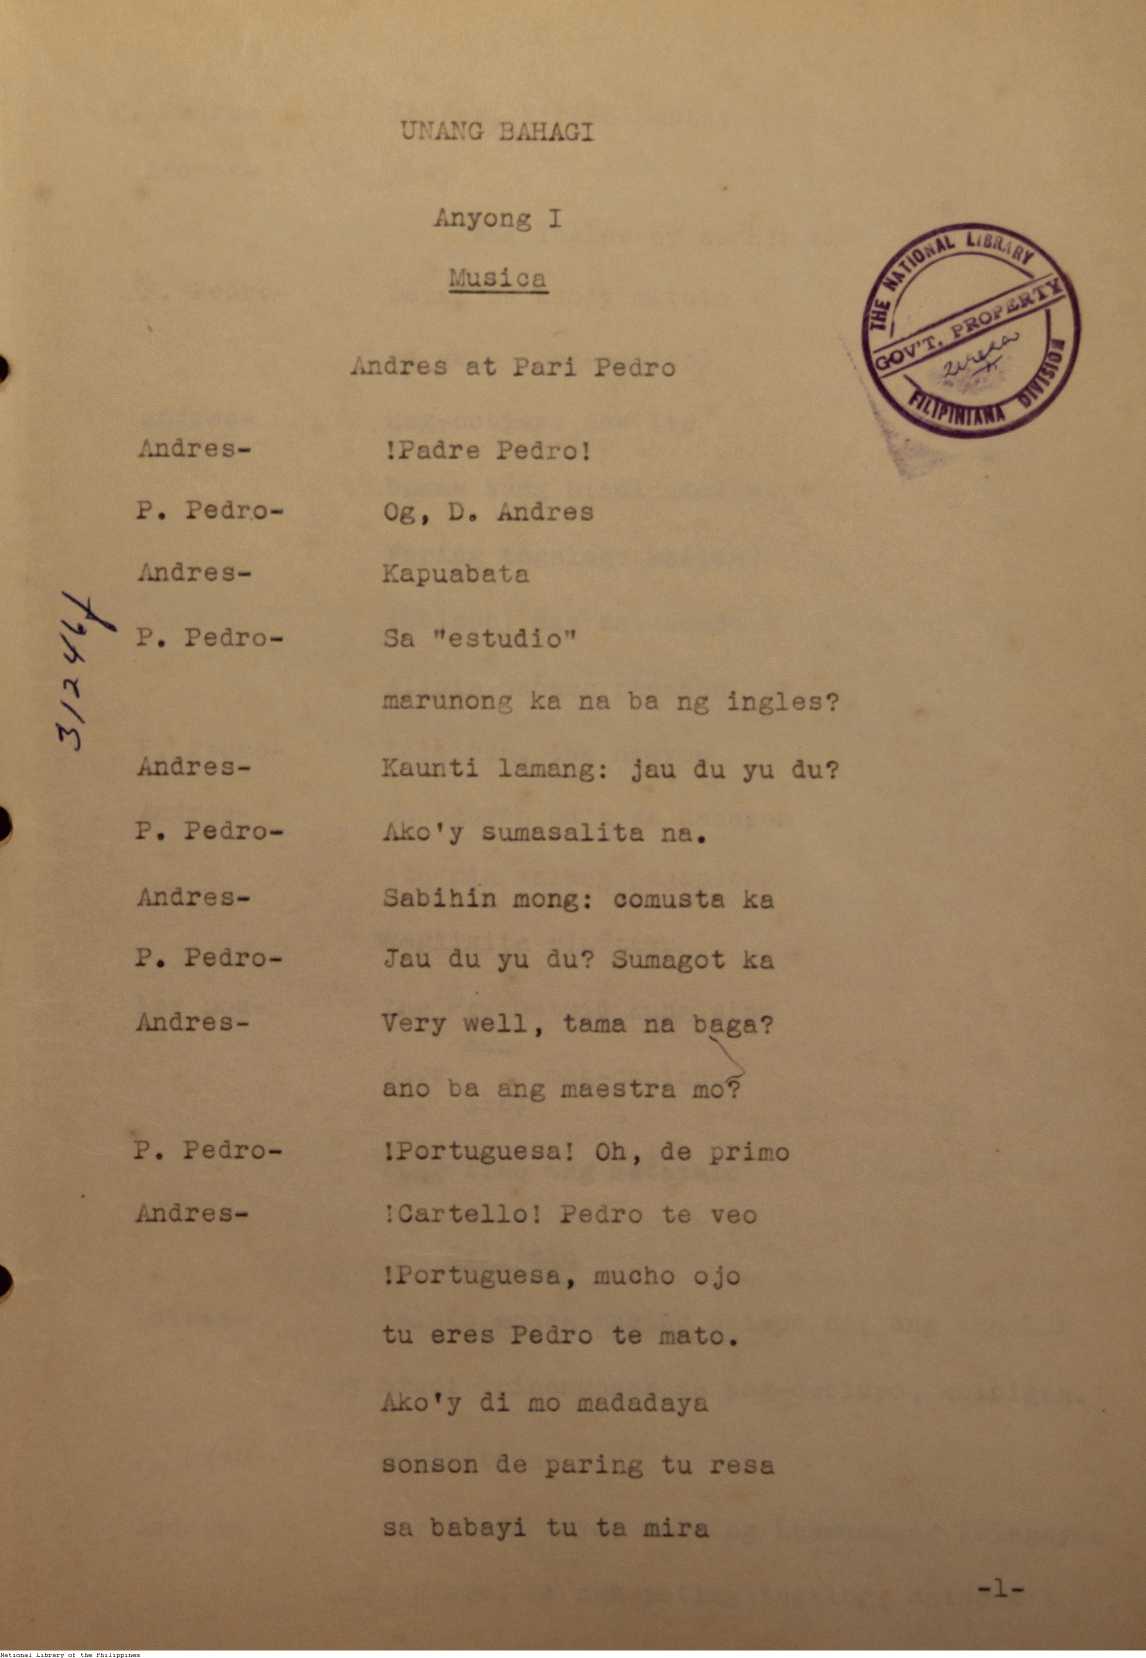 UNANG BAHAGI
Anyong I
Musica
THE NATIONAL LIBRARY
GOV'T. PROPERTY
FILIPINIANA DIVISION
Andres at Pari Pedro
Andres- !Padre Pedro!
P. Pedro- Og, D. Andres
Andres- Kapuabata
P. Pedro- Sa "estudio"
marunong ka na ba ng ingles?
Andres- Kaunti lamang: jau du yu du?
P. Pedro- Ako'y sumasalita na.
Andres- Sabihin mong: comusta ka
P. Pedro- Jau du yu du? Sumagot ka
Andres- Very well, tama na baga?
ano ba ang maestra mo?
P. Pedro- !Portuguesa! Oh, de primo
Andres- !Cartello! Pedro te veo
!Portuguesa, mucho ojo
tu eres Pedro te mato.
Ako'y di mo madadaya
sonson de paring tu resa
sa babayi tu ta mira
-1-
31246f
National Library of the Philippines